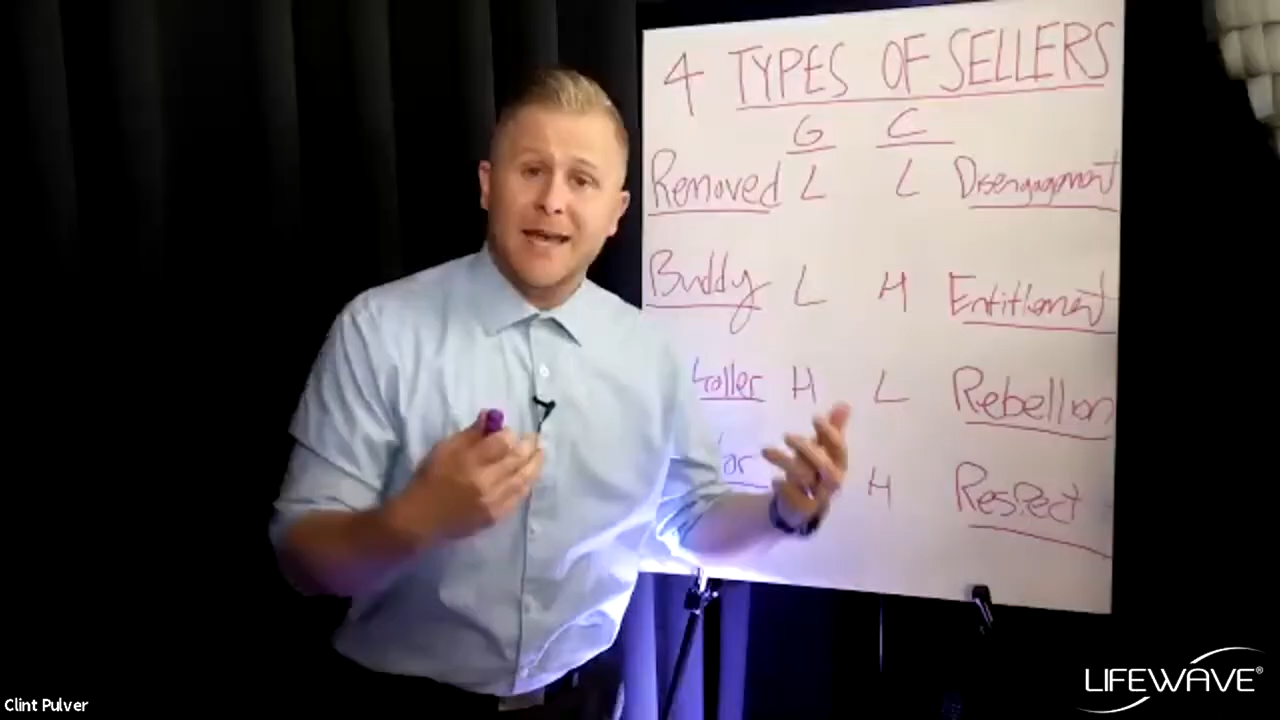 4 TYPES OF SELLERS
G C
Removed L L Disengagement
Buddy L H Entitlement
H L Rebellion
H Respect
LIFEWAVE®
Clint Pulver